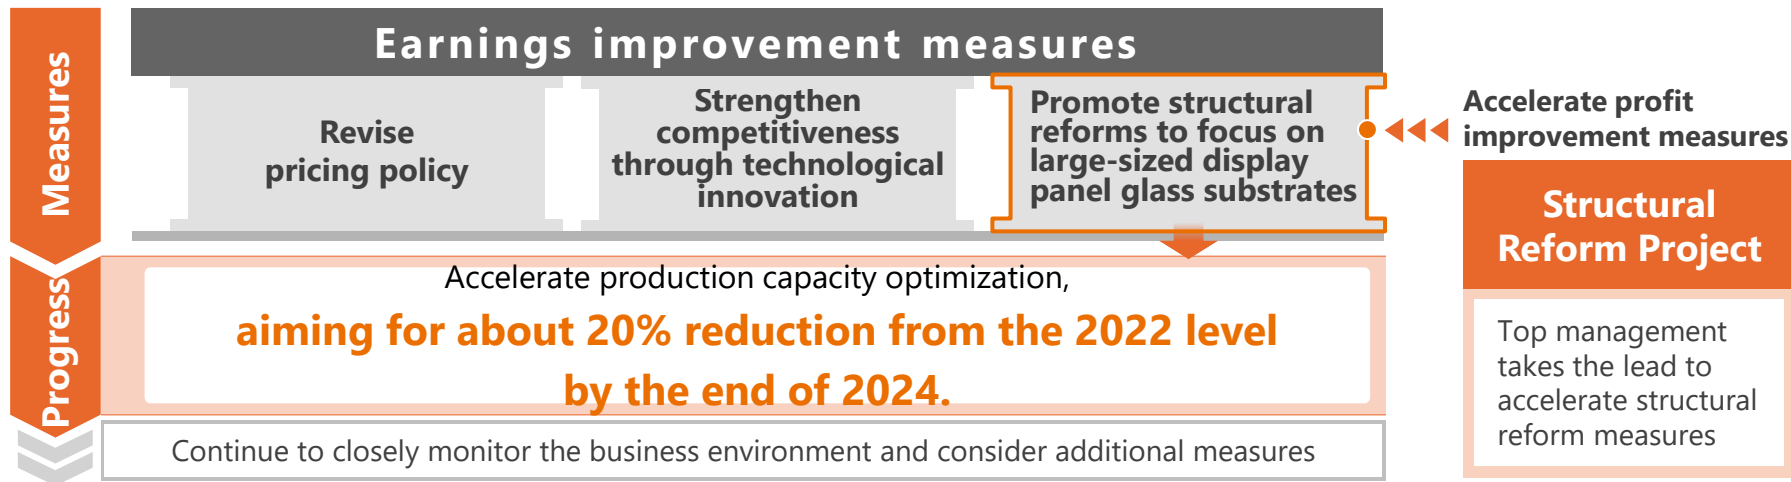 Measures
Earnings improvement measures
Revise
pricing policy
Strengthen
competitiveness
through technological
innovation
Promote structural
reforms to focus on
large-sized display
panel glass substrates
Accelerate profit
improvement measures
Structural
Reform Project
Top management
takes the lead to
accelerate structural
reform measures
Progress
Accelerate production capacity optimization,
aiming for about 20% reduction from the 2022 level
by the end of 2024.
Continue to closely monitor the business environment and consider additional measures